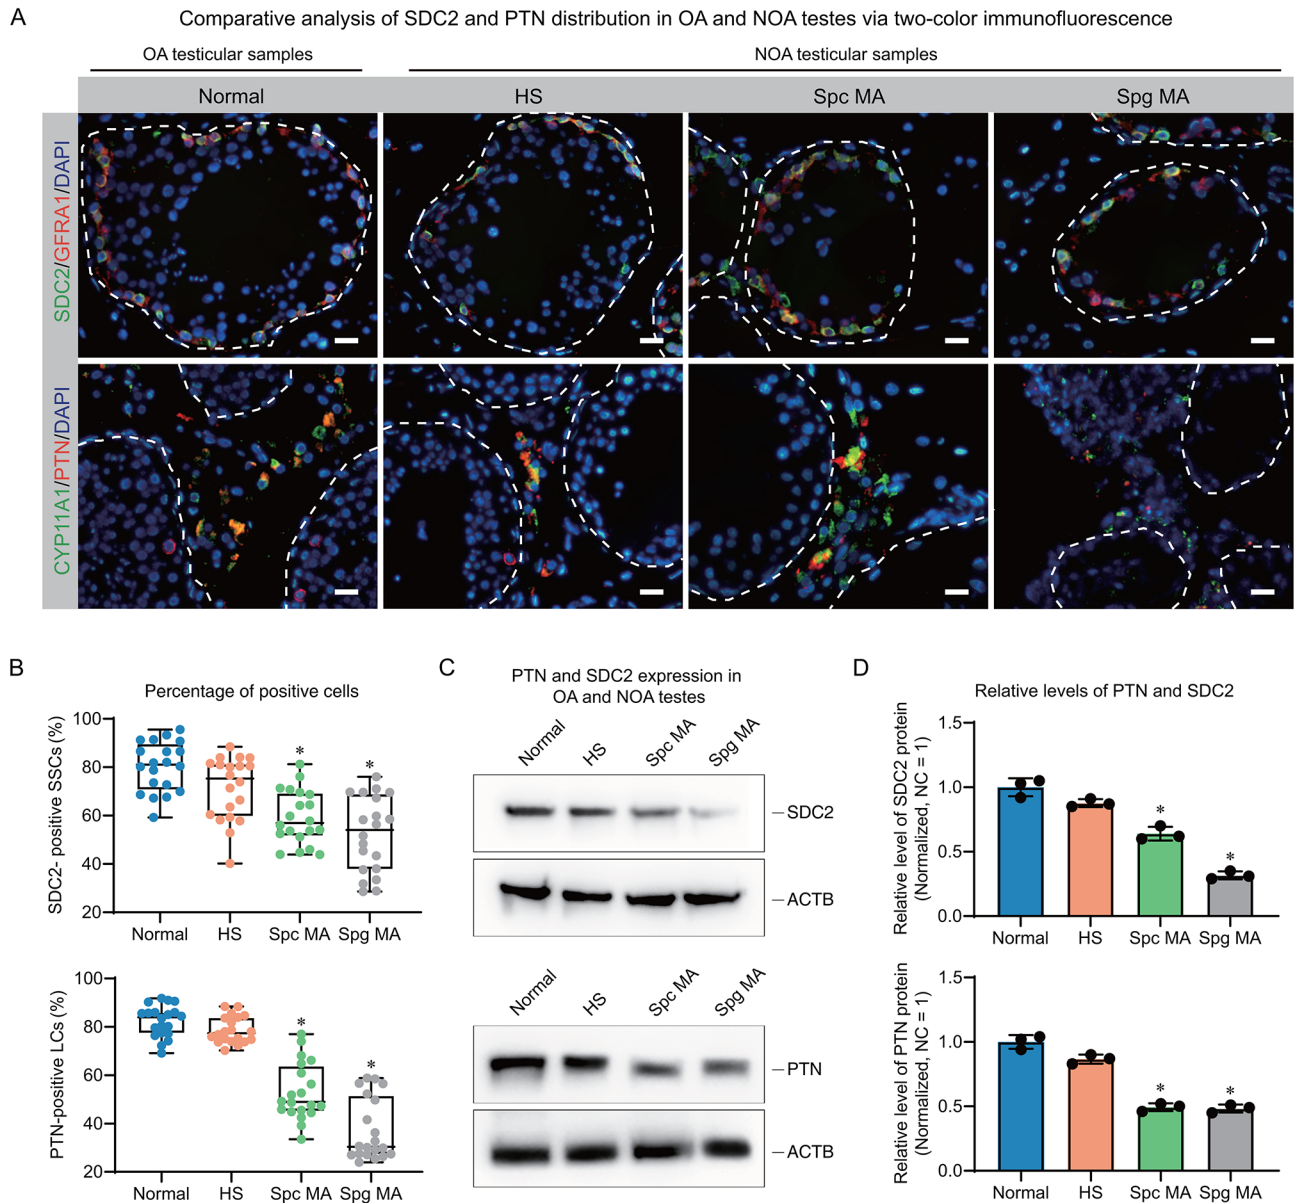 A
Comparative analysis of SDC2 and PTN distribution in OA and NOA testes via two-color immunofluorescence
OA testicular samples
NOA testicular samples
Normal
HS
Spc MA
Spg MA
SDC2/GFRA1/DAPI
CYP11A1/PTN/DAPI
B
Percentage of positive cells
SDC2- positive SSCs (%)
100
80
60
40
20
*
*
Normal
HS
Spc MA
Spg MA
PTN-positive LCs (%)
100
80
60
40
20
*
*
Normal
HS
Spc MA
Spg MA
C
PTN and SDC2 expression in
OA and NOA testes
Normal
HS
Spc MA
Spg MA
SDC2
ACTB
Normal
HS
Spc MA
Spg MA
PTN
ACTB
D
Relative levels of PTN and SDC2
Relative level of SDC2 protein
(Normalized, NC = 1)
1.5
1.0
0.5
0.0
*
*
Normal
HS
Spc MA
Spg MA
Relative level of PTN protein
(Normalized, NC = 1)
1.5
1.0
0.5
0.0
*
*
Normal
HS
Spc MA
Spg MA